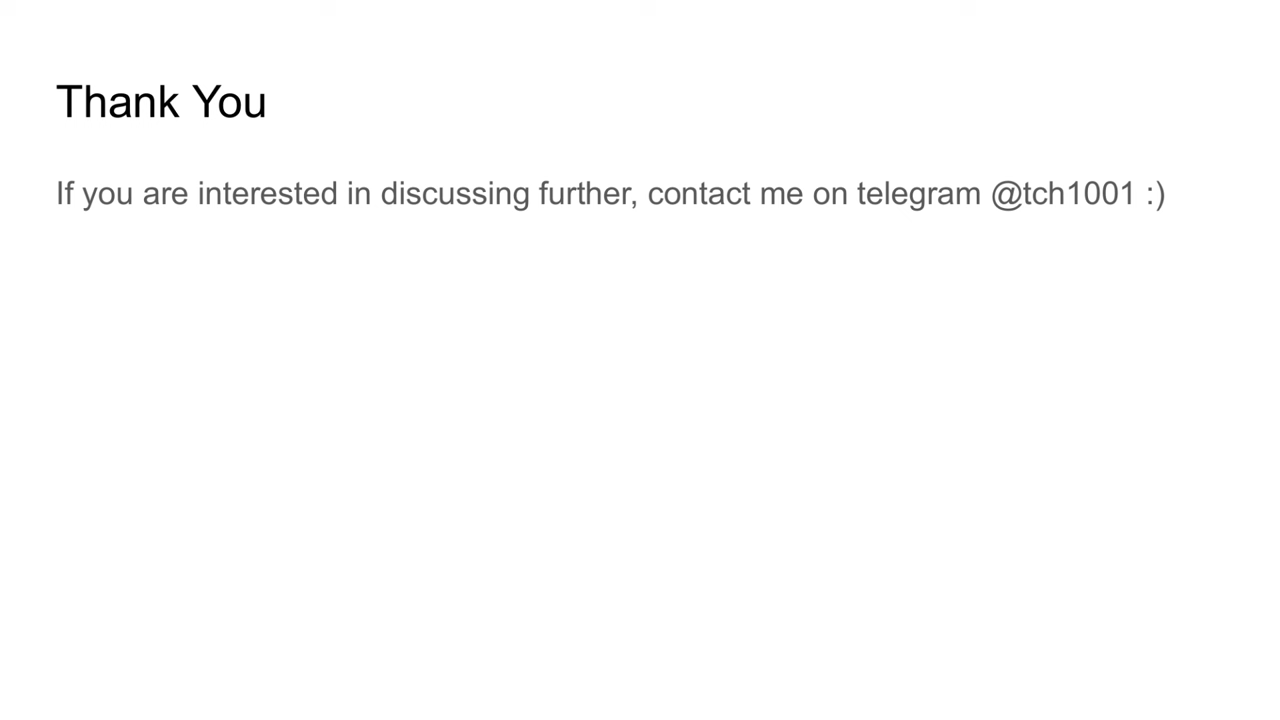 Thank You
If you are interested in discussing further, contact me on telegram @tch1001 :)